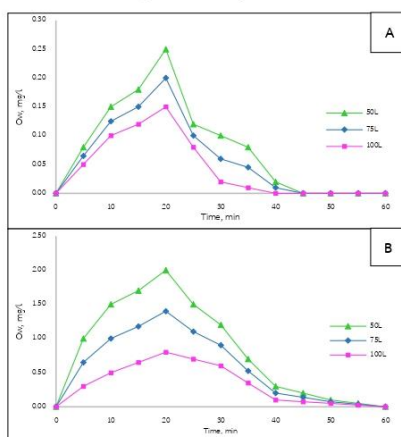 A
Ow, mg/l
0.30
0.25
0.20
0.15
0.10
0.05
0.00
50L
75L
100L
0 10 20 30 40 50 60
Time, min
B
Ow, mg/l
2.50
2.00
1.50
1.00
0.50
0.00
50L
75L
100L
0 10 20 30 40 50 60
Time, min